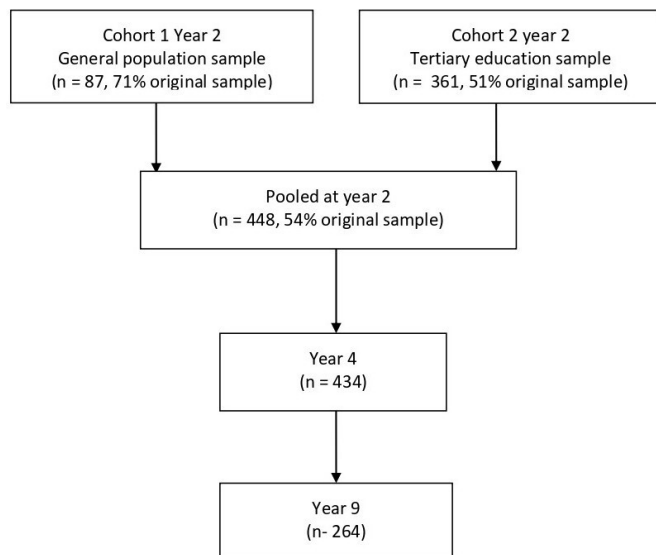 Cohort 1 Year 2
General population sample
(n = 87, 71% original sample)
Cohort 2 year 2
Tertiary education sample
(n = 361, 51% original sample)
Pooled at year 2
(n = 448, 54% original sample)
Year 4
(n = 434)
Year 9
(n- 264)